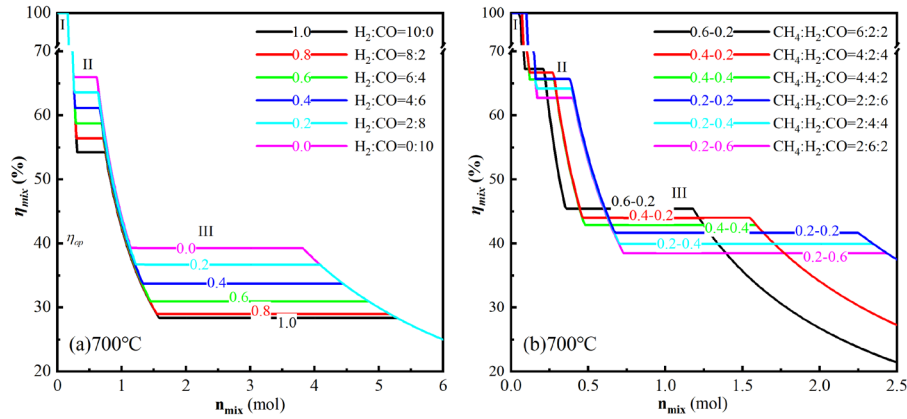 100
70
60
50
40
30
20
η_mix (%)
η_op
I
II
III
1.0 H₂:CO=10:0
0.8 H₂:CO=8:2
0.6 H₂:CO=6:4
0.4 H₂:CO=4:6
0.2 H₂:CO=2:8
0.0 H₂:CO=0:10
0.0
0.2
0.4
0.6
0.8
1.0
(a)700℃
0 1 2 3 4 5 6
n_mix (mol)
100
70
60
50
40
30
20
η_mix (%)
I
II
III
0.6-0.2 CH₄:H₂:CO=6:2:2
0.4-0.2 CH₄:H₂:CO=4:2:4
0.4-0.4 CH₄:H₂:CO=4:4:2
0.2-0.2 CH₄:H₂:CO=2:2:6
0.2-0.4 CH₄:H₂:CO=2:4:4
0.2-0.6 CH₄:H₂:CO=2:6:2
0.6-0.2
0.4-0.2
0.4-0.4
0.2-0.2
0.2-0.4
0.2-0.6
(b)700℃
0.0 0.5 1.0 1.5 2.0 2.5
n_mix (mol)